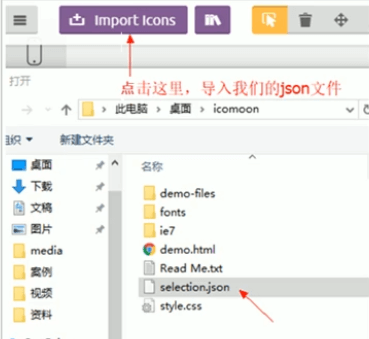 Import Icons
点击这里，导入我们的json文件
打开
此电脑 > 桌面 > icomoon
组织 新建文件夹
桌面
下载
文稿
图片
media
案例
视频
资料
名称
demo-files
fonts
ie7
demo.html
Read Me.txt
selection.json
style.css